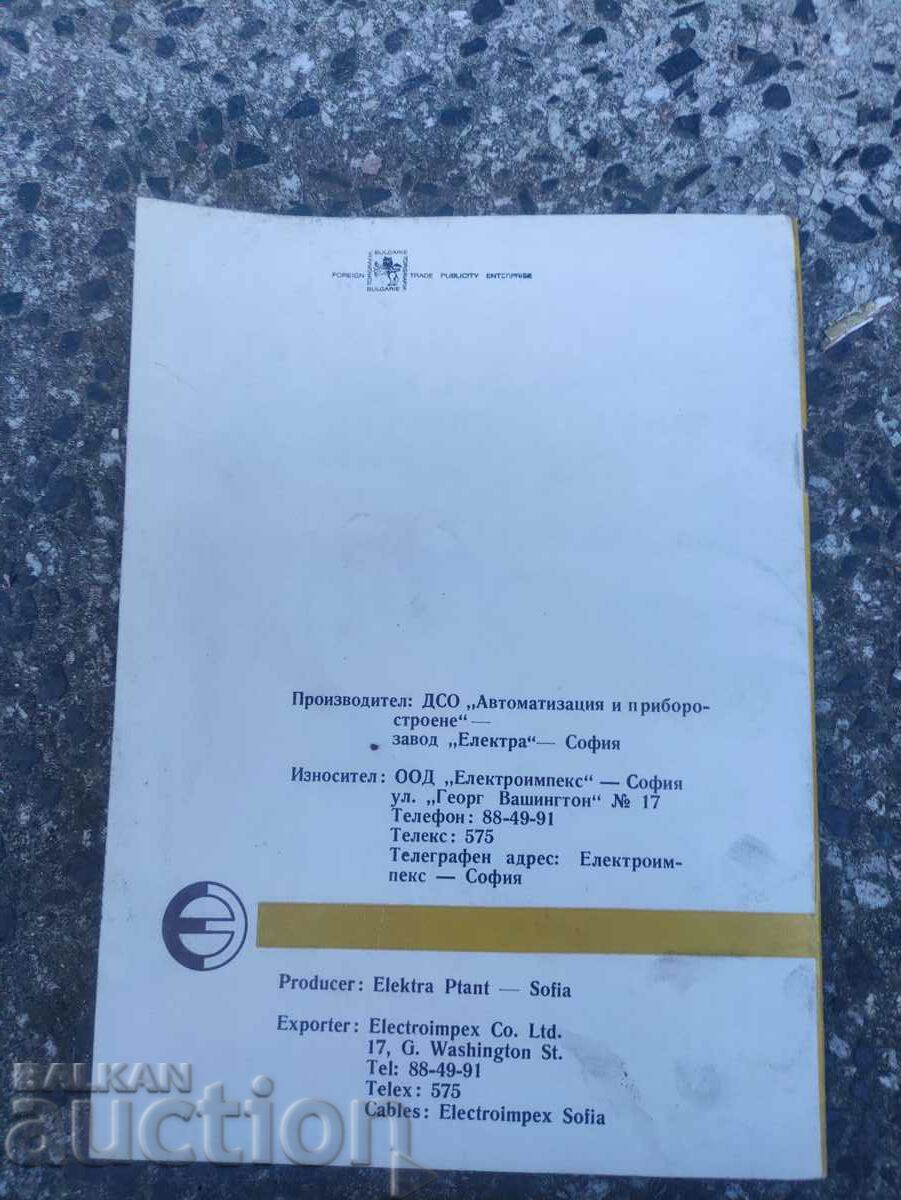 BULGARIE
FOREIGN TRADE PUBLICITY ENTERPRISE
BULGARIE
Производител: ДСО „Автоматизация и приборо-
строене“ —
завод „Електра“ — София
Износител: ООД „Електроимпекс“ — София
ул. „Георг Вашингтон“ № 17
Телефон: 88-49-91
Телекс: 575
Телеграфен адрес: Електроим-
пекс — София
Producer: Elektra Ptant — Sofia
Exporter: Electroimpex Co. Ltd.
17, G. Washington St.
Tel: 88-49-91
Telex: 575
Cables: Electroimpex Sofia
BALKAN
auction